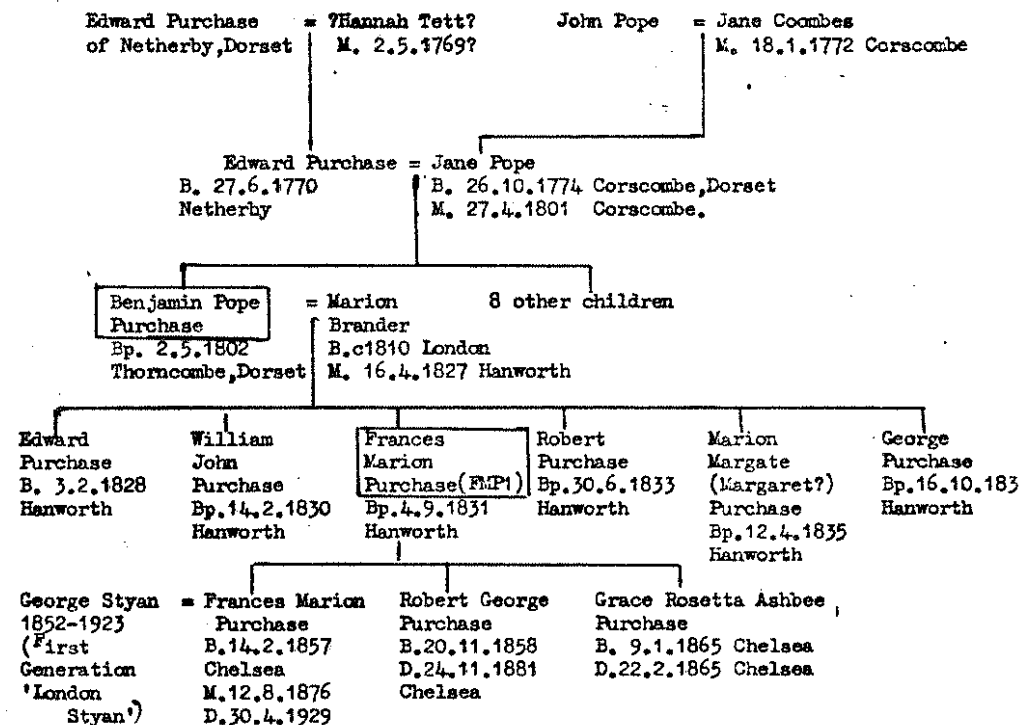 Edward Purchase = ?Hannah Tett?
of Netherby,Dorset M. 2.5.1769?
John Pope = Jane Coombes
M. 18.1.1772 Corscombe
Edward Purchase = Jane Pope
B. 27.6.1770
Netherby
B. 26.10.1774 Corscombe,Dorset
M. 27.4.1801 Corscombe.
Benjamin Pope
Purchase
Bp. 2.5.1802
Thorncombe,Dorset
= Marion
Brander
B.c1810 London
M. 16.4.1827 Hanworth
8 other children
Edward
Purchase
B. 3.2.1828
Hanworth
William
John
Purchase
Bp.14.2.1830
Hanworth
Frances
Marion
Purchase(FMP1)
Bp.4.9.1831
Hanworth
Robert
Purchase
Bp.30.6.1833
Hanworth
Marion
Margate
(Margaret?)
Purchase
Bp.12.4.1835
Hanworth
George
Purchase
Bp.16.10.183
Hanworth
George Styan
1852-1923
(First
Generation
'London
Styan')
= Frances Marion
Purchase
B.14.2.1857
Chelsea
M.12.8.1876
D.30.4.1929
Robert George
Purchase
B.20.11.1858
D.24.11.1881
Chelsea
Grace Rosetta Ashbee
Purchase
B. 9.1.1865 Chelsea
D.22.2.1865 Chelsea